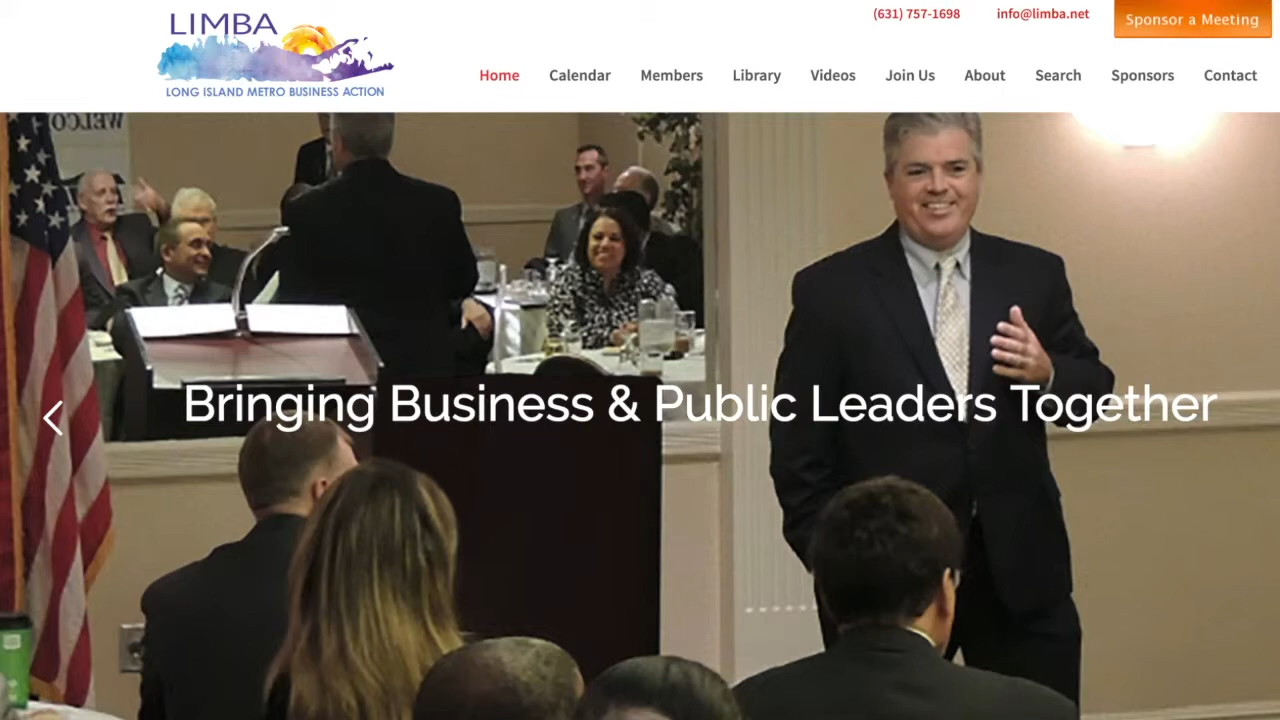 LIMBA
LONG ISLAND METRO BUSINESS ACTION
(631) 757-1698
info@limba.net
Sponsor a Meeting
Home
Calendar
Members
Library
Videos
Join Us
About
Search
Sponsors
Contact
WELCO
Bringing Business & Public Leaders Together